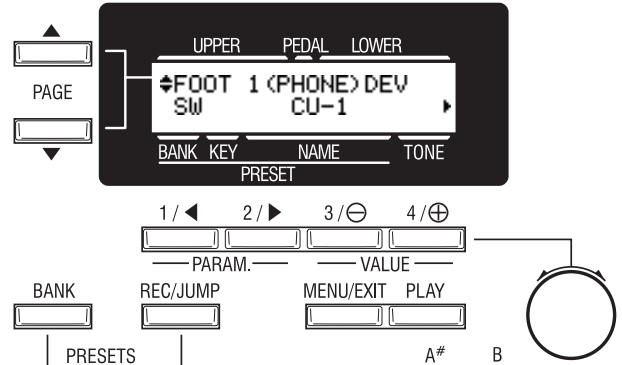 UPPER PEDAL LOWER
PAGE
FOOT 1 (PHONE) DEV
SW CU-1
BANK KEY NAME TONE
PRESET
1 / ◀ 2 / ▶ 3 / ⊖ 4 / ⊕
PARAM. VALUE
BANK REC/JUMP MENU/EXIT PLAY
PRESETS A# B